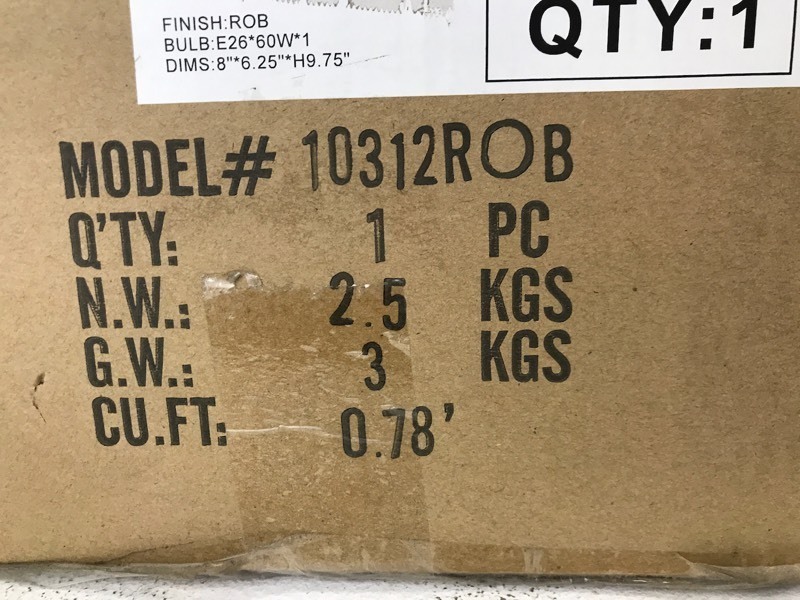 FINISH:ROB
BULB:E26*60W*1
DIMS:8"*6.25"*H9.75"
QTY:1
MODEL# 10312ROB
Q'TY: 1 PC
N.W.: 2.5 KGS
G.W.: 3 KGS
CU.FT: 0.78'